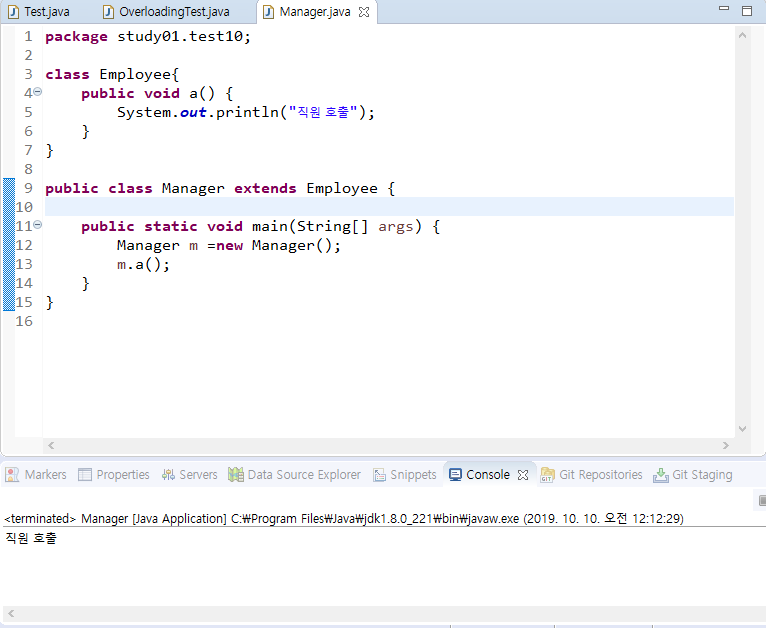 Test.java OverloadingTest.java Manager.java
1 package study01.test10;
2
3 class Employee{
4 public void a() {
5 System.out.println("직원 호출");
6 }
7 }
8
9 public class Manager extends Employee {
10
11 public static void main(String[] args) {
12 Manager m =new Manager();
13 m.a();
14 }
15 }
16
Markers Properties Servers Data Source Explorer Snippets Console Git Repositories Git Staging
<terminated> Manager [Java Application] C:₩Program Files₩Java₩jdk1.8.0_221₩bin₩javaw.exe (2019. 10. 10. 오전 12:12:29)
직원 호출